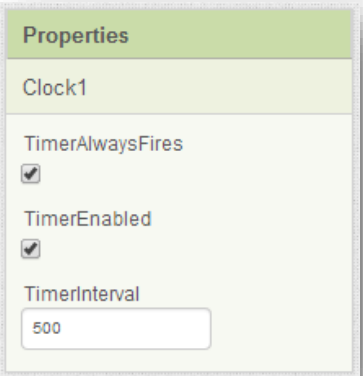 Properties
Clock1
TimerAlwaysFires
TimerEnabled
TimerInterval
500